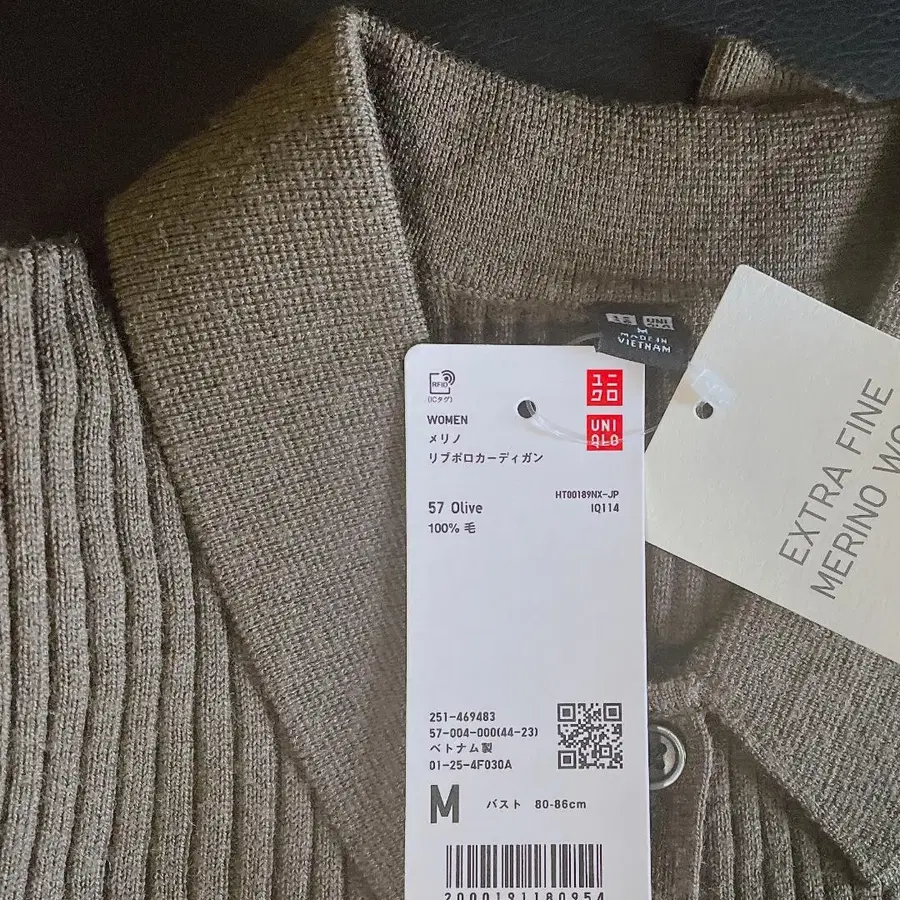 RFID
(ICタグ)
ユニ
クロ
UNI
QLO
WOMEN
メリノ
リブポロカーディガン
57 Olive
100% 毛
HT00189NX-JP
IQ114
251-469483
57-004-000(44-23)
ベトナム製
01-25-4F030A
M
バスト 80-86cm
2000191180954
M
MADE IN
VIETNAM
EXTRA FINE
MERINO